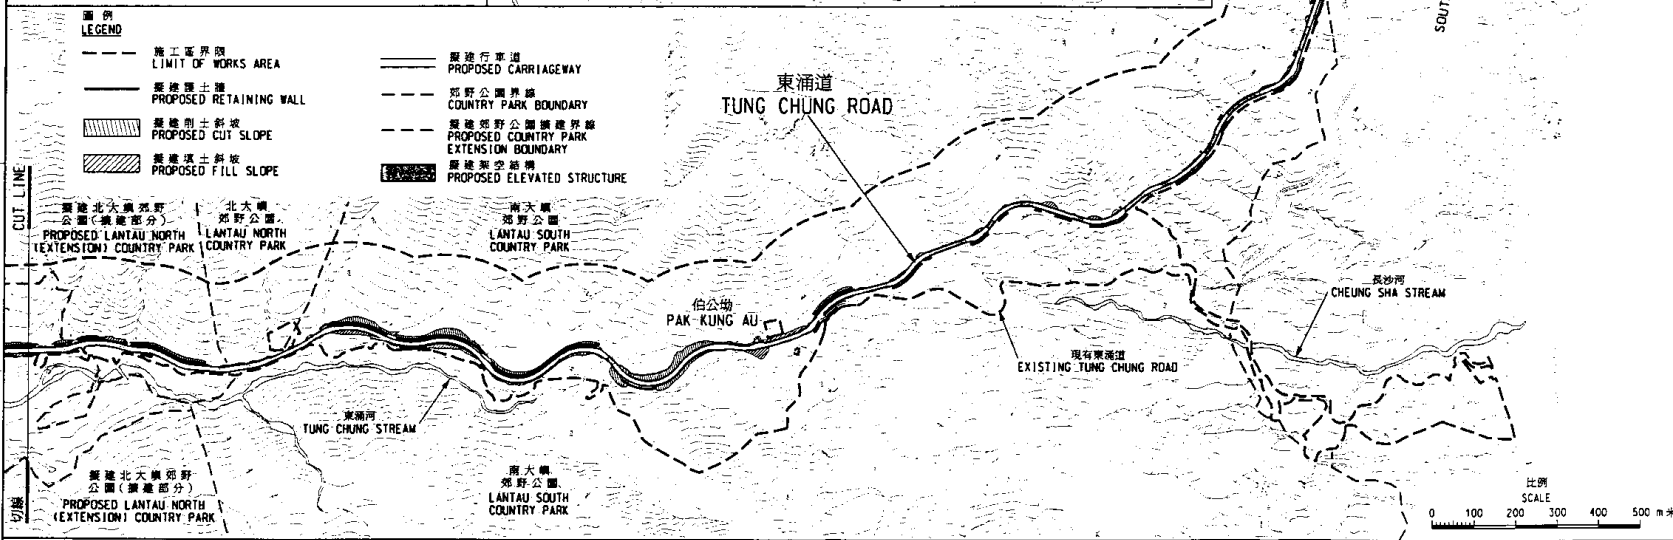 圖例
LEGEND
施工區界限
LIMIT OF WORKS AREA
擬建護土牆
PROPOSED RETAINING WALL
擬建削土斜坡
PROPOSED CUT SLOPE
擬建填土斜坡
PROPOSED FILL SLOPE
擬建行車道
PROPOSED CARRIAGEWAY
郊野公園界線
COUNTRY PARK BOUNDARY
擬建郊野公園擴建界線
PROPOSED COUNTRY PARK
EXTENSION BOUNDARY
擬建架空結構
PROPOSED ELEVATED STRUCTURE
東涌道
TUNG CHUNG ROAD
CUT LINE
擬建北大嶼郊野
公園(擴建部分)
PROPOSED LANTAU NORTH
(EXTENSION) COUNTRY PARK
北大嶼
郊野公園
LANTAU NORTH
COUNTRY PARK
南大嶼
郊野公園
LANTAU SOUTH
COUNTRY PARK
伯公坳
PAK KUNG AU
長沙河
CHEUNG SHA STREAM
現有東涌道
EXISTING TUNG CHUNG ROAD
東涌河
TUNG CHUNG STREAM
擬建北大嶼郊野
公園(擴建部分)
PROPOSED LANTAU NORTH
(EXTENSION) COUNTRY PARK
南大嶼
郊野公園
LANTAU SOUTH
COUNTRY PARK
切線
SOUT
比例
SCALE
0 100 200 300 400 500 m米